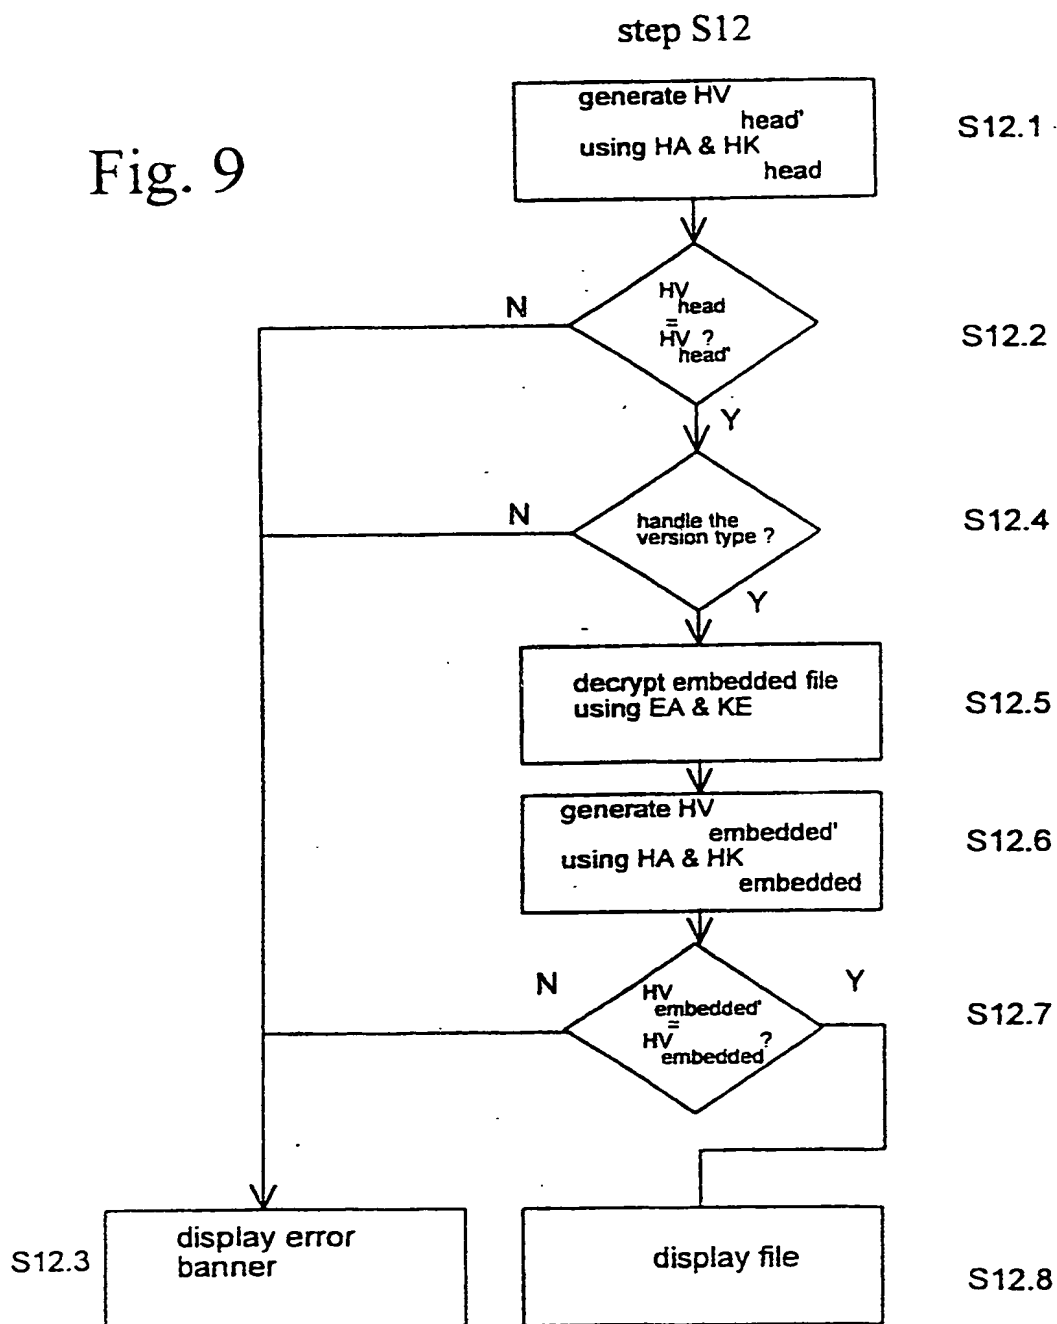 step S12
Fig. 9
generate HV
head'
using HA & HK
head
S12.1
N
HV
head
=
HV ?
head'
S12.2
Y
N
handle the
version type ?
S12.4
Y
decrypt embedded file
using EA & KE
S12.5
generate HV
embedded'
using HA & HK
embedded
S12.6
N
HV
embedded'
=
HV ?
embedded
Y
S12.7
S12.3
display error
banner
display file
S12.8